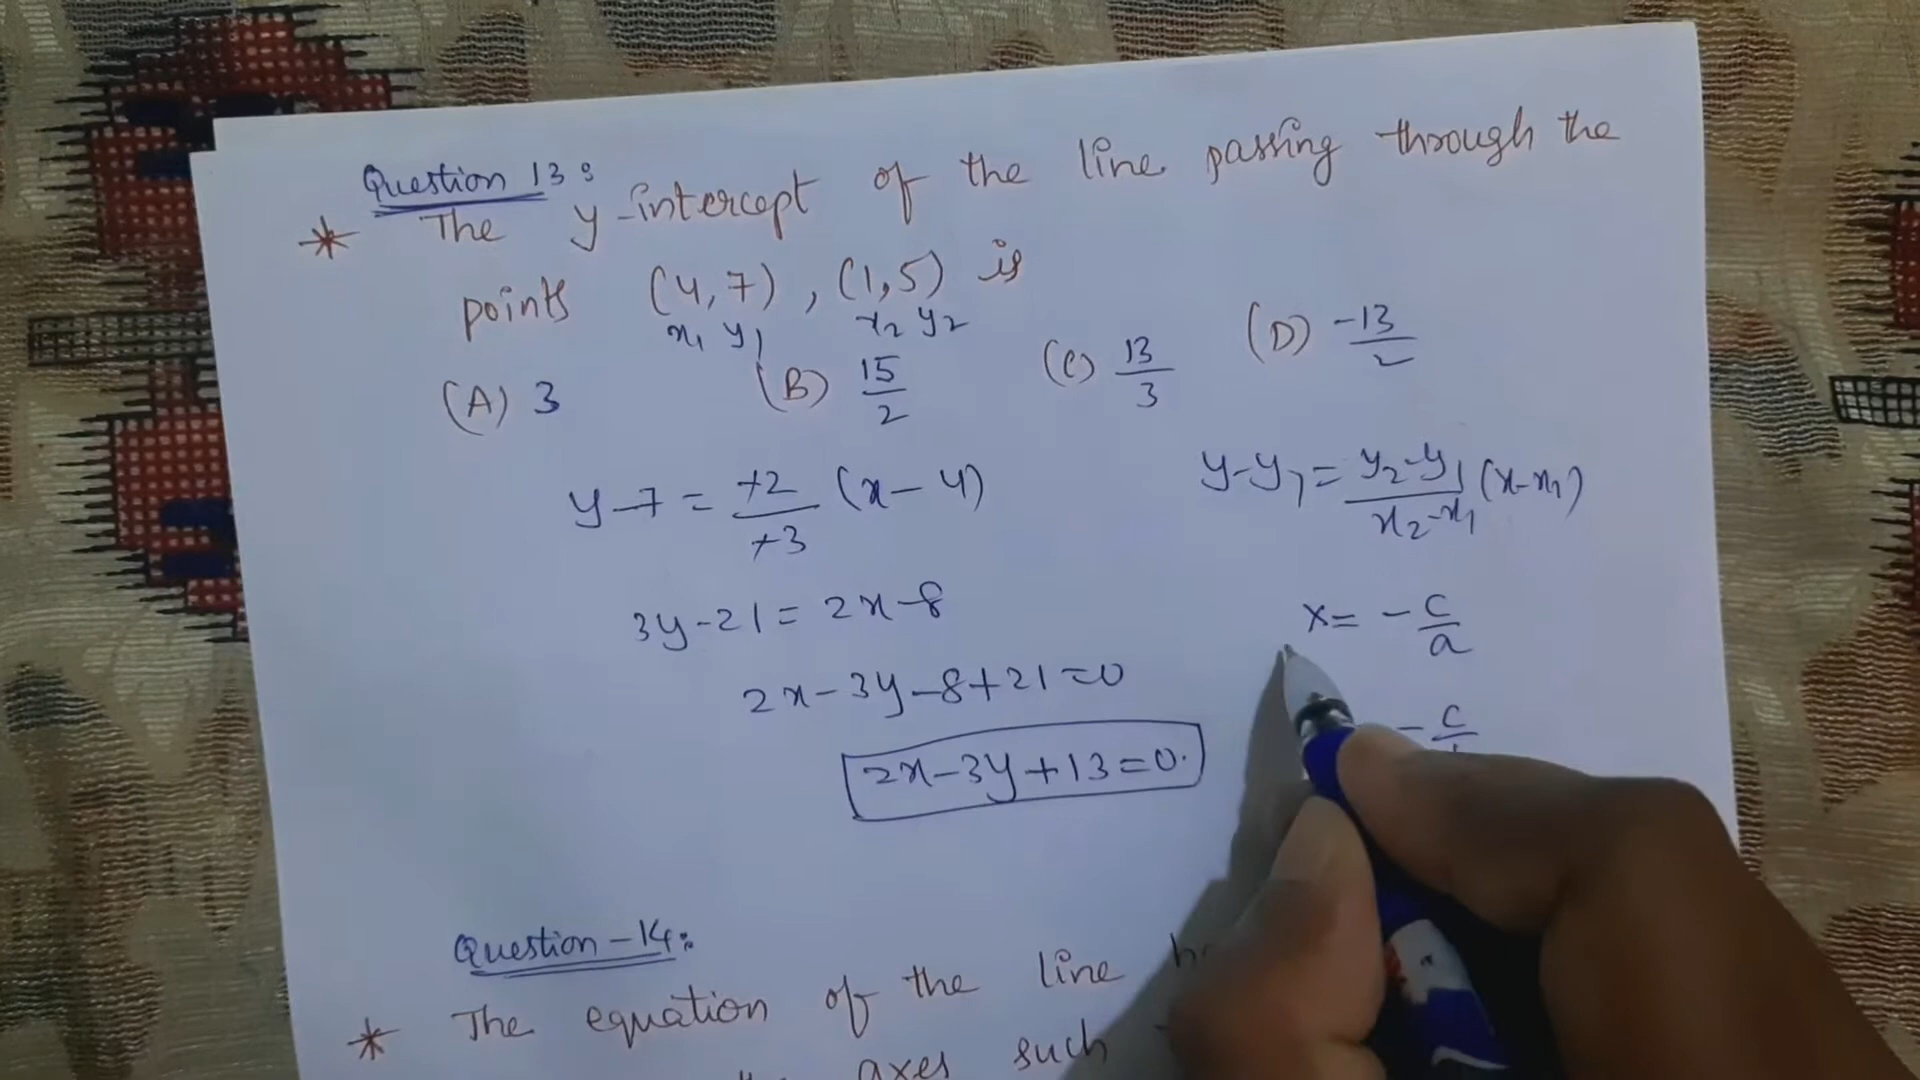 Question 13:
* The y-intercept of the line passing through the
points (4,7), (1,5) is
x₁ y₁ x₂ y₂
(A) 3 (B) 15/2 (C) 13/3 (D) -13/2
y-7 = +2/+3 (x-4)
y-y₁ = y₂-y₁/x₂-x₁ (x-x₁)
3y-21 = 2x-8
x = -c/a
2x-3y-8+21=0
-c/
2x-3y+13=0.
Question-14:
* The equation of the line
axes such